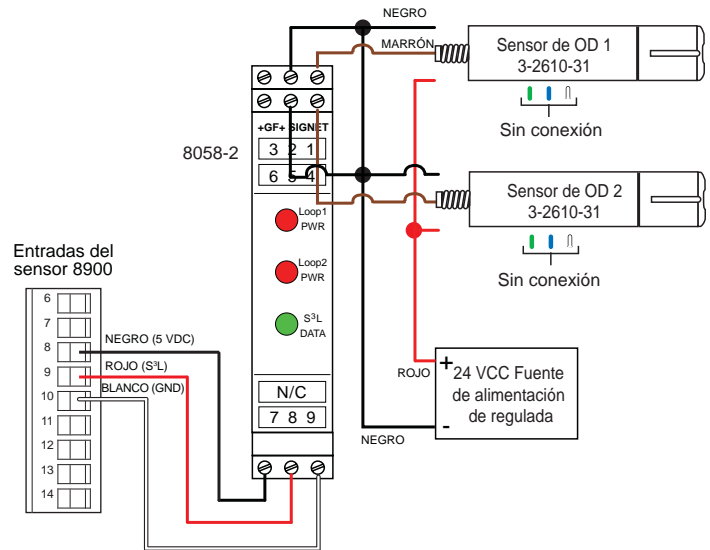 NEGRO
MARRÓN
Sensor de OD 1
3-2610-31
Sin conexión
8058-2
+GF+ SIGNET
3 2 1
6 5 4
Sensor de OD 2
3-2610-31
Sin conexión
Loop1
PWR
Loop2
PWR
S³L
DATA
Entradas del
sensor 8900
6
7
8
9
10
11
12
13
14
NEGRO (5 VDC)
ROJO (S³L)
BLANCO (GND)
N/C
7 8 9
ROJO
+
24 VCC Fuente
de alimentación
de regulada
-
NEGRO